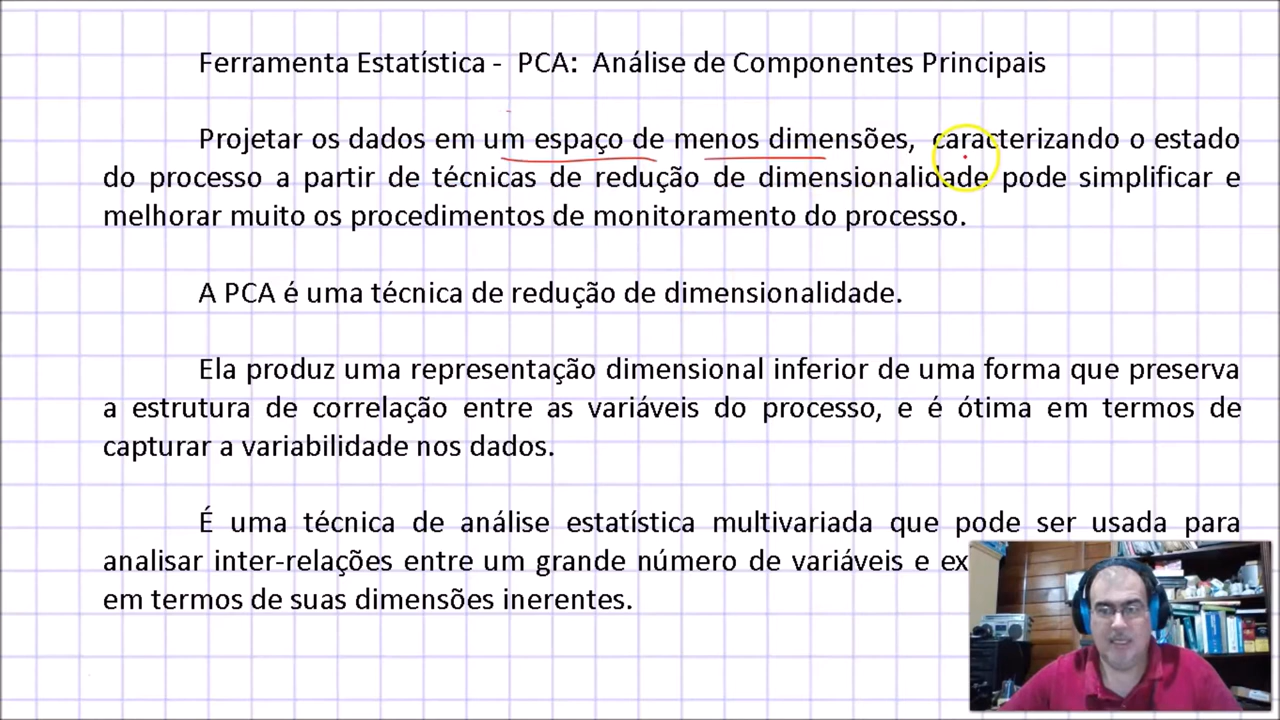 Ferramenta Estatística - PCA: Análise de Componentes Principais
Projetar os dados em um espaço de menos dimensões, caracterizando o estado
do processo a partir de técnicas de redução de dimensionalidade pode simplificar e
melhorar muito os procedimentos de monitoramento do processo.
A PCA é uma técnica de redução de dimensionalidade.
Ela produz uma representação dimensional inferior de uma forma que preserva
a estrutura de correlação entre as variáveis do processo, e é ótima em termos de
capturar a variabilidade nos dados.
É uma técnica de análise estatística multivariada que pode ser usada para
analisar inter-relações entre um grande número de variáveis e
em termos de suas dimensões inerentes.